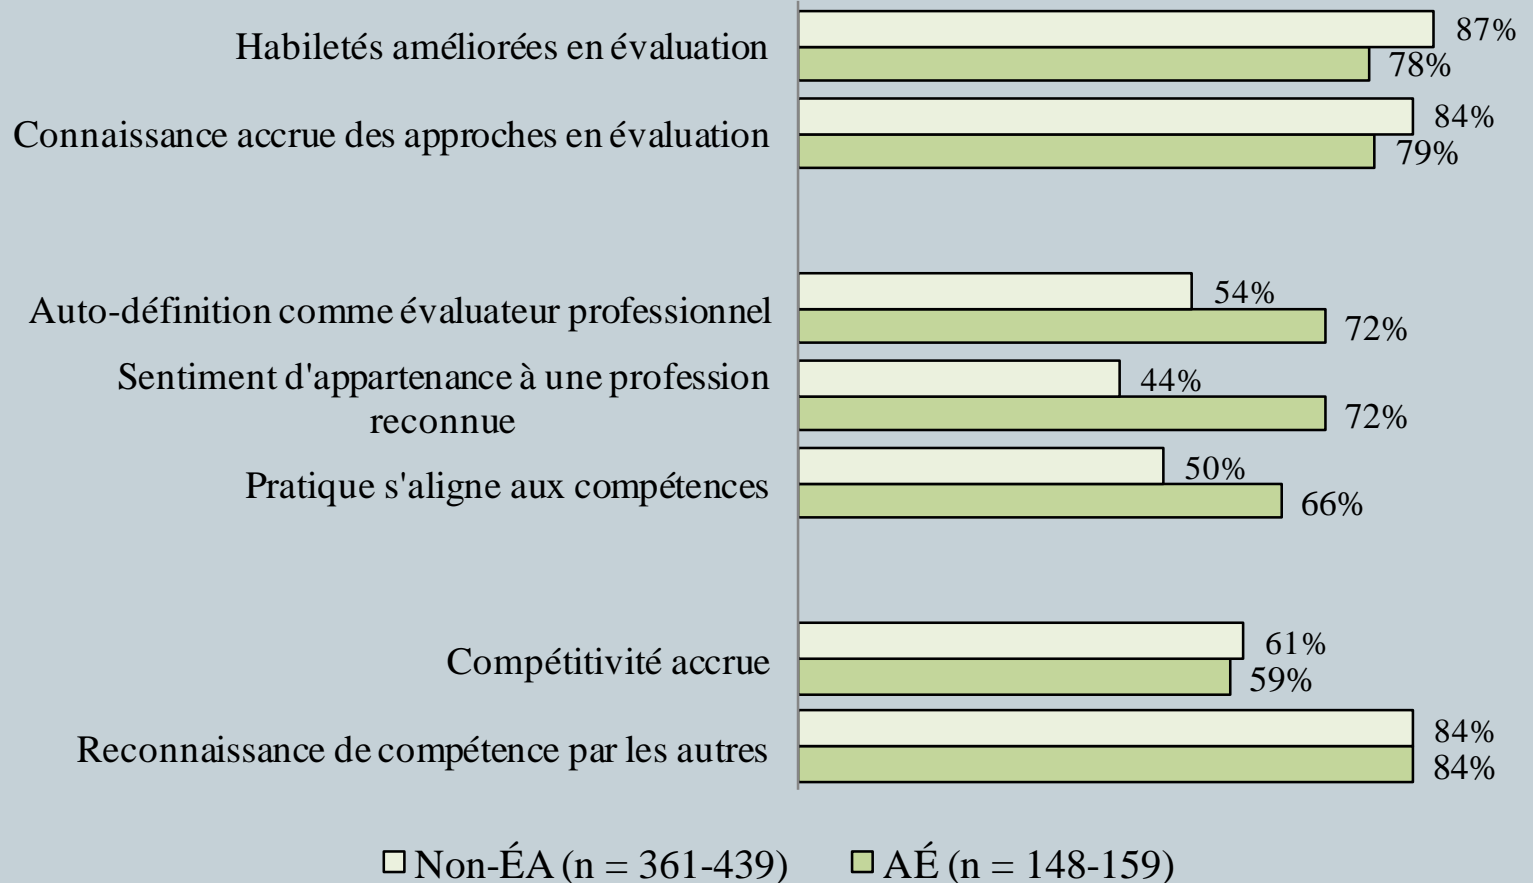 Habiletés améliorées en évaluation
87%
78%
Connaissance accrue des approches en évaluation
84%
79%
Auto-définition comme évaluateur professionnel
54%
72%
Sentiment d'appartenance à une profession
reconnue
44%
72%
Pratique s'aligne aux compétences
50%
66%
Compétitivité accrue
61%
59%
Reconnaissance de compétence par les autres
84%
84%
Non-ÉA (n = 361-439) AÉ (n = 148-159)